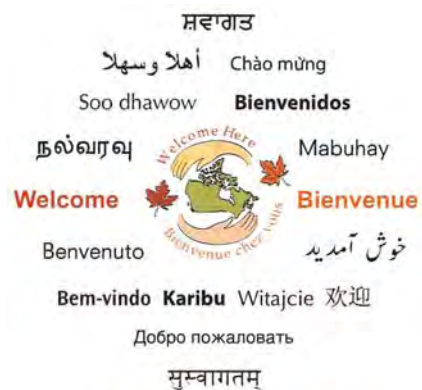 ਸ਼ਵਾਗਤ
أهلا وسهلا Chào mừng
Soo dhawow Bienvenidos
Welcome Here
நல்வரவு Mabuhay
Welcome Bienvenue
Bienvenue chez vous
Benvenuto خوش آمدید
Bem-vindo Karibu Witajcie 欢迎
Добро пожаловать
सुस्वागतम्